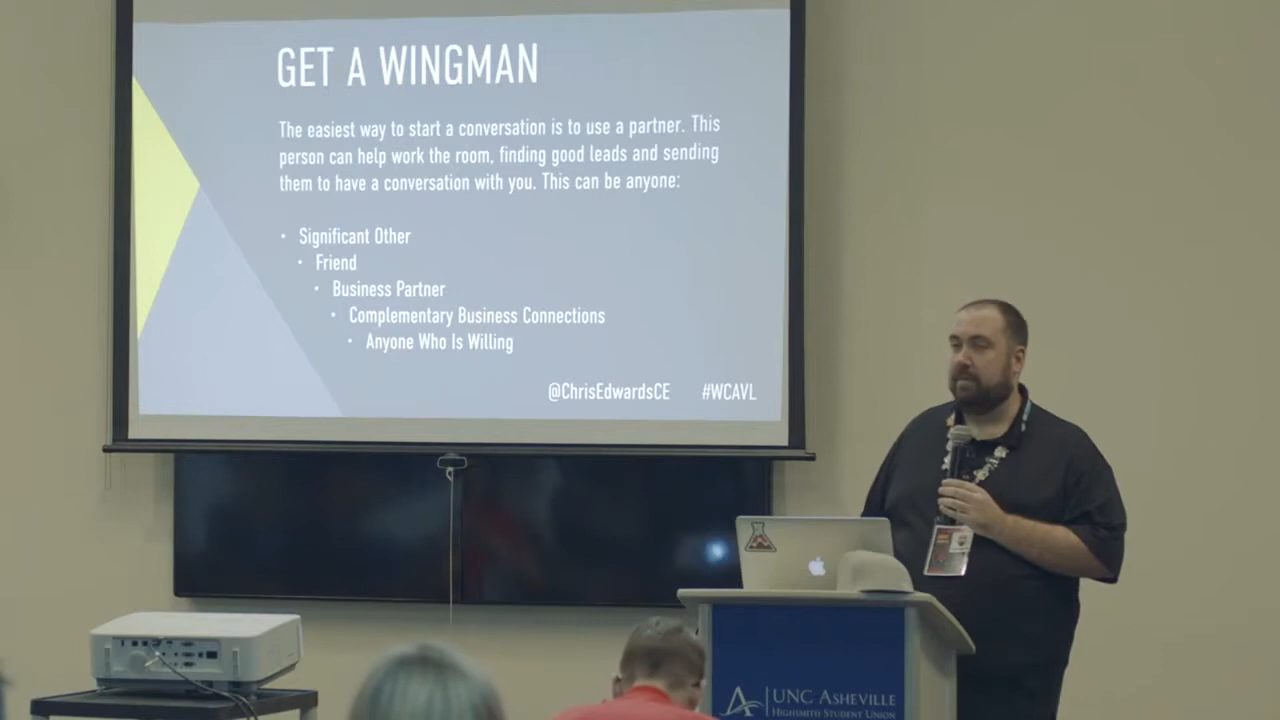 GET A WINGMAN
The easiest way to start a conversation is to use a partner. This
person can help work the room, finding good leads and sending
them to have a conversation with you. This can be anyone:
• Significant Other
• Friend
• Business Partner
• Complementary Business Connections
• Anyone Who Is Willing
@ChrisEdwardsCE #WCAVL
UNC ASHEVILLE
HIGHSMITH STUDENT UNION